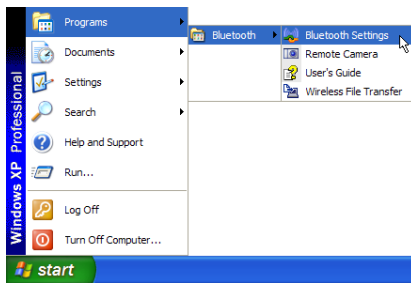 Programs
Documents
Settings
Search
Help and Support
Run...
Log Off
Turn Off Computer...
Windows XP Professional
start
Bluetooth
Bluetooth Settings
Remote Camera
User's Guide
Wireless File Transfer